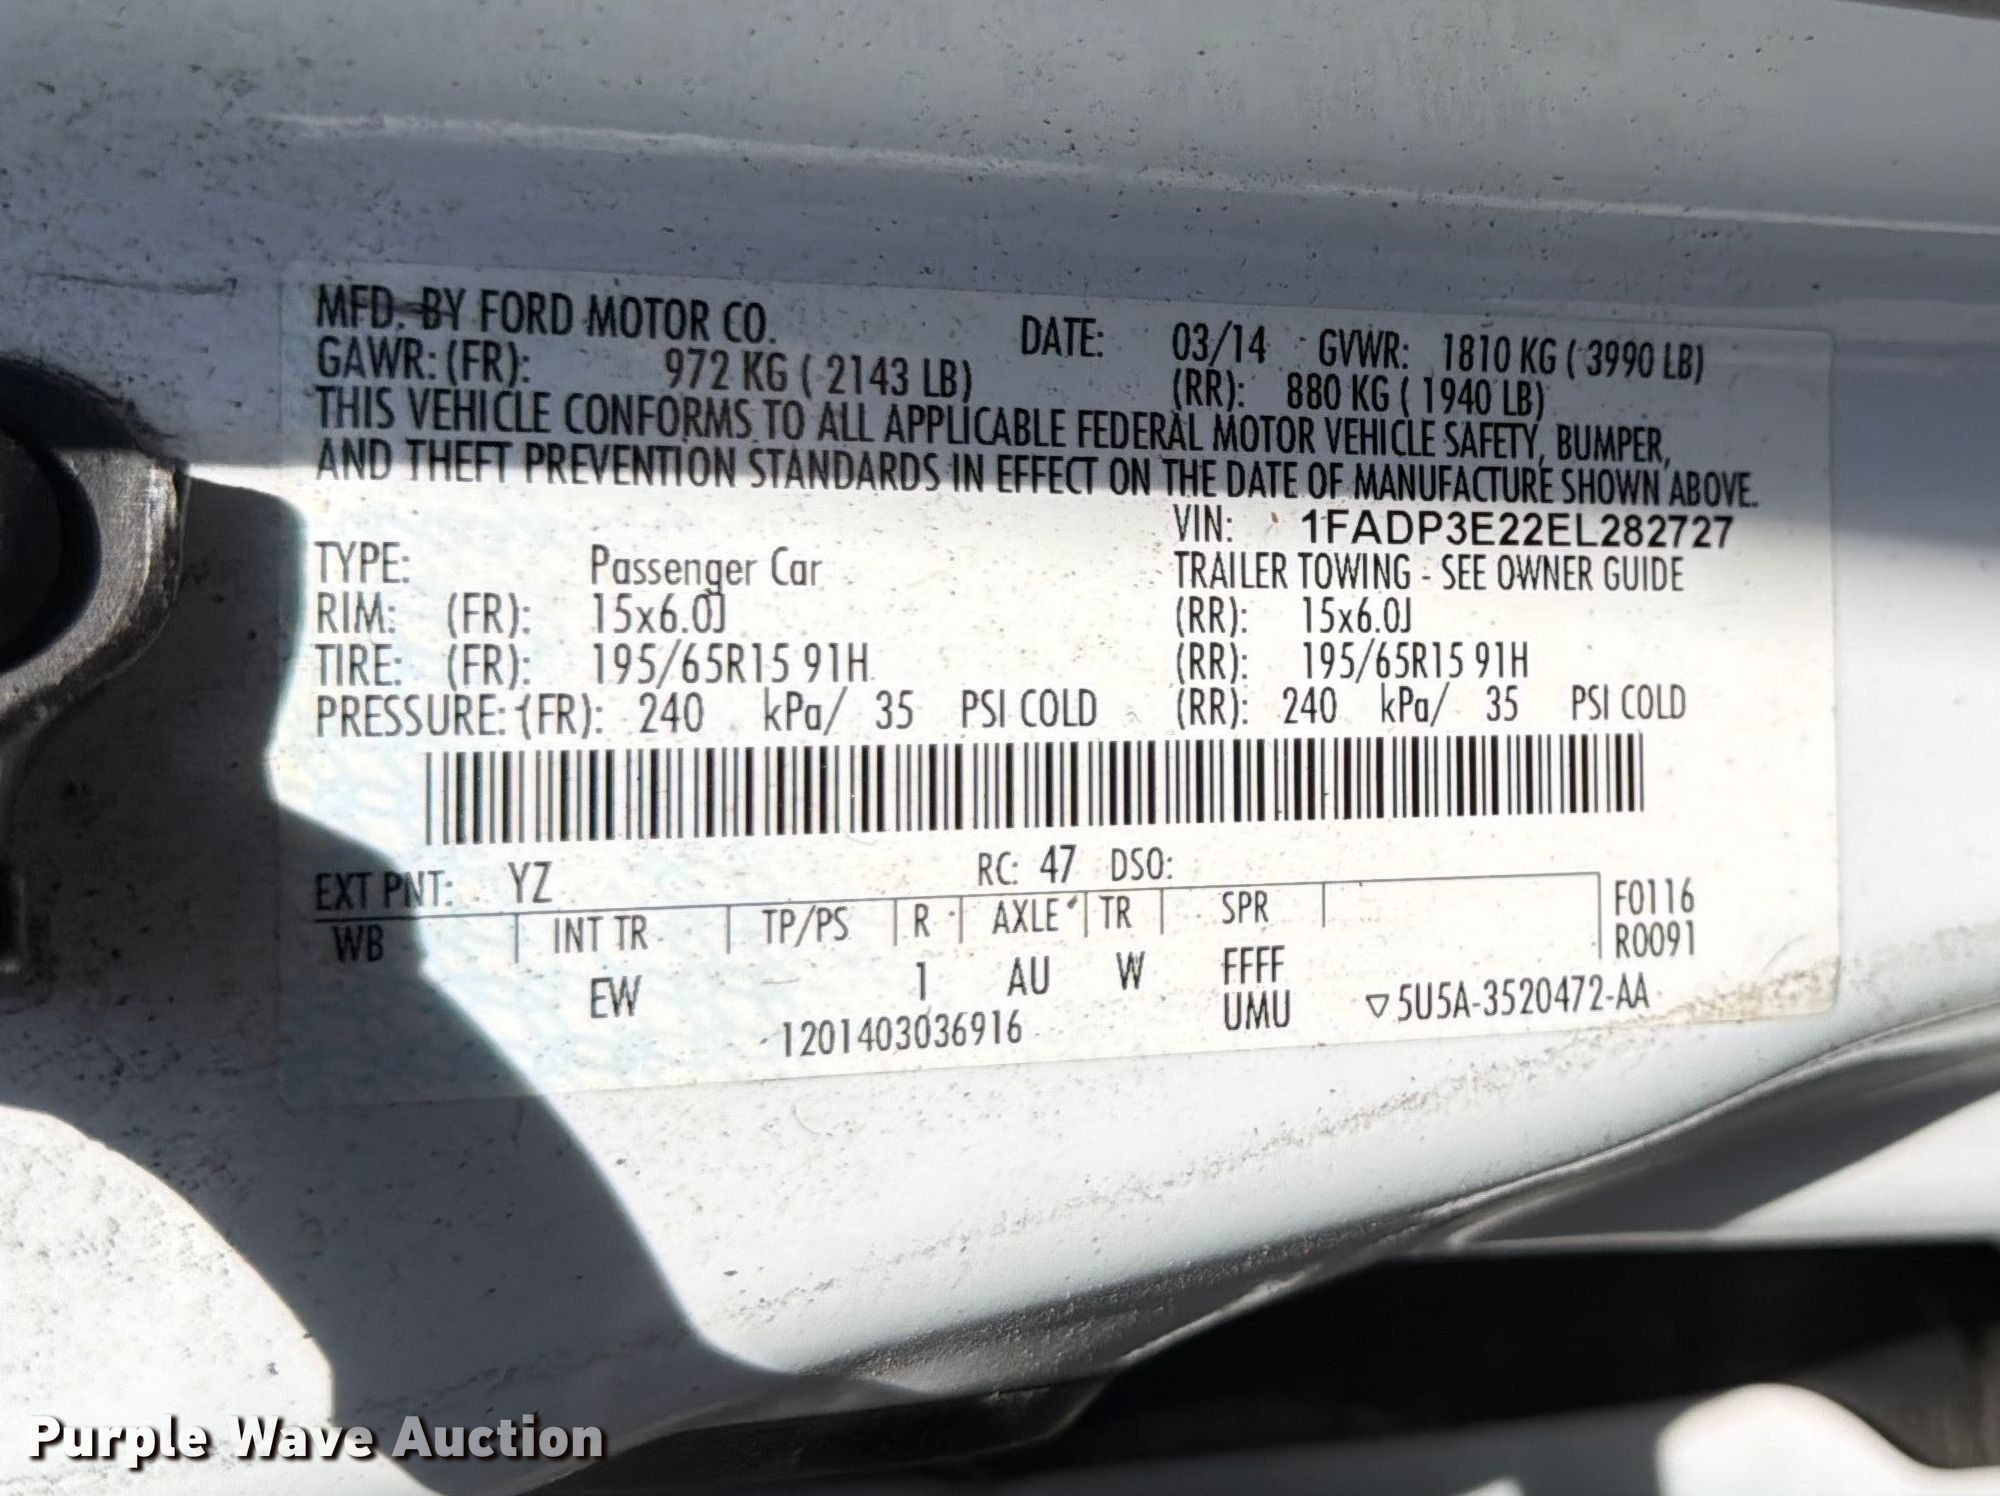 MFD. BY FORD MOTOR CO. DATE: 03/14 GVWR: 1810 KG ( 3990 LB)
GAWR: (FR): 972 KG ( 2143 LB) (RR): 880 KG ( 1940 LB)
THIS VEHICLE CONFORMS TO ALL APPLICABLE FEDERAL MOTOR VEHICLE SAFETY, BUMPER,
AND THEFT PREVENTION STANDARDS IN EFFECT ON THE DATE OF MANUFACTURE SHOWN ABOVE.
VIN: 1FADP3E22EL282727
TYPE: Passenger Car TRAILER TOWING - SEE OWNER GUIDE
RIM: (FR): 15x6.0J (RR): 15x6.0J
TIRE: (FR): 195/65R15 91H (RR): 195/65R15 91H
PRESSURE: (FR): 240 kPa/ 35 PSI COLD (RR): 240 kPa/ 35 PSI COLD
EXT PNT: YZ RC: 47 DSO:
WB INT TR TP/PS R AXLE TR SPR F0116
R0091
EW 1 AU W FFFF
1201403036916 UMU ▽5U5A-3520472-AA
Purple Wave Auction